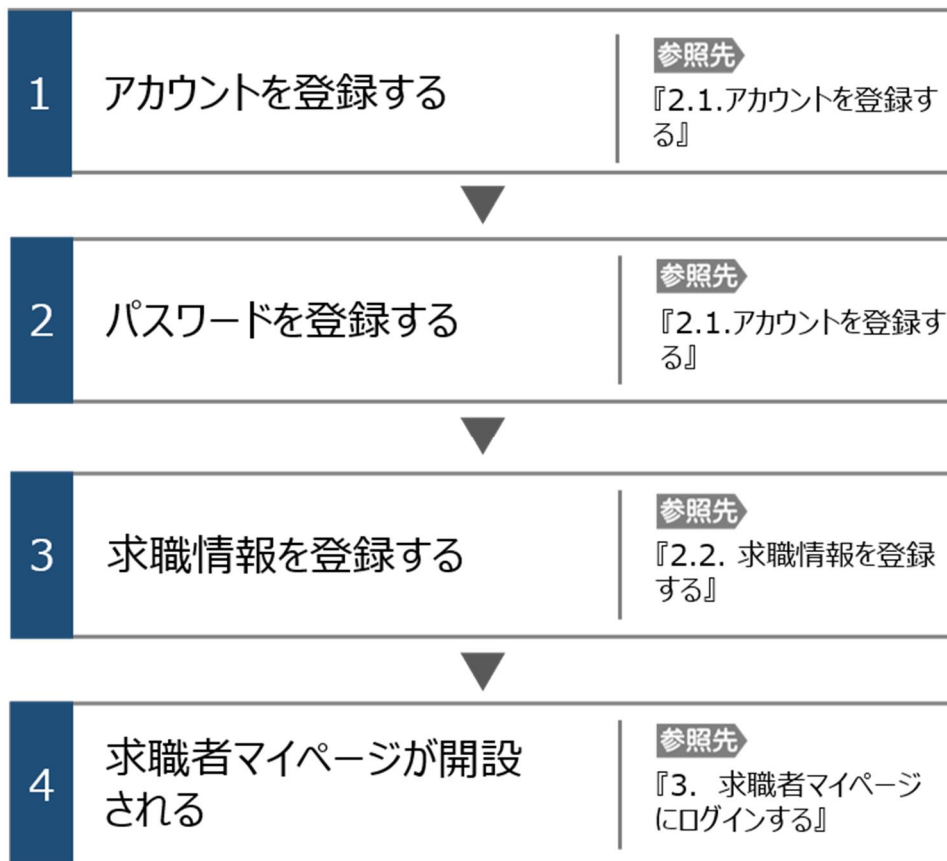 1
アカウントを登録する
参照先
『2.1.アカウントを登録す
る』
2
パスワードを登録する
参照先
『2.1.アカウントを登録す
る』
3
求職情報を登録する
参照先
『2.2. 求職情報を登録
する』
4
求職者マイページが開設
される
参照先
『3. 求職者マイページ
にログインする』